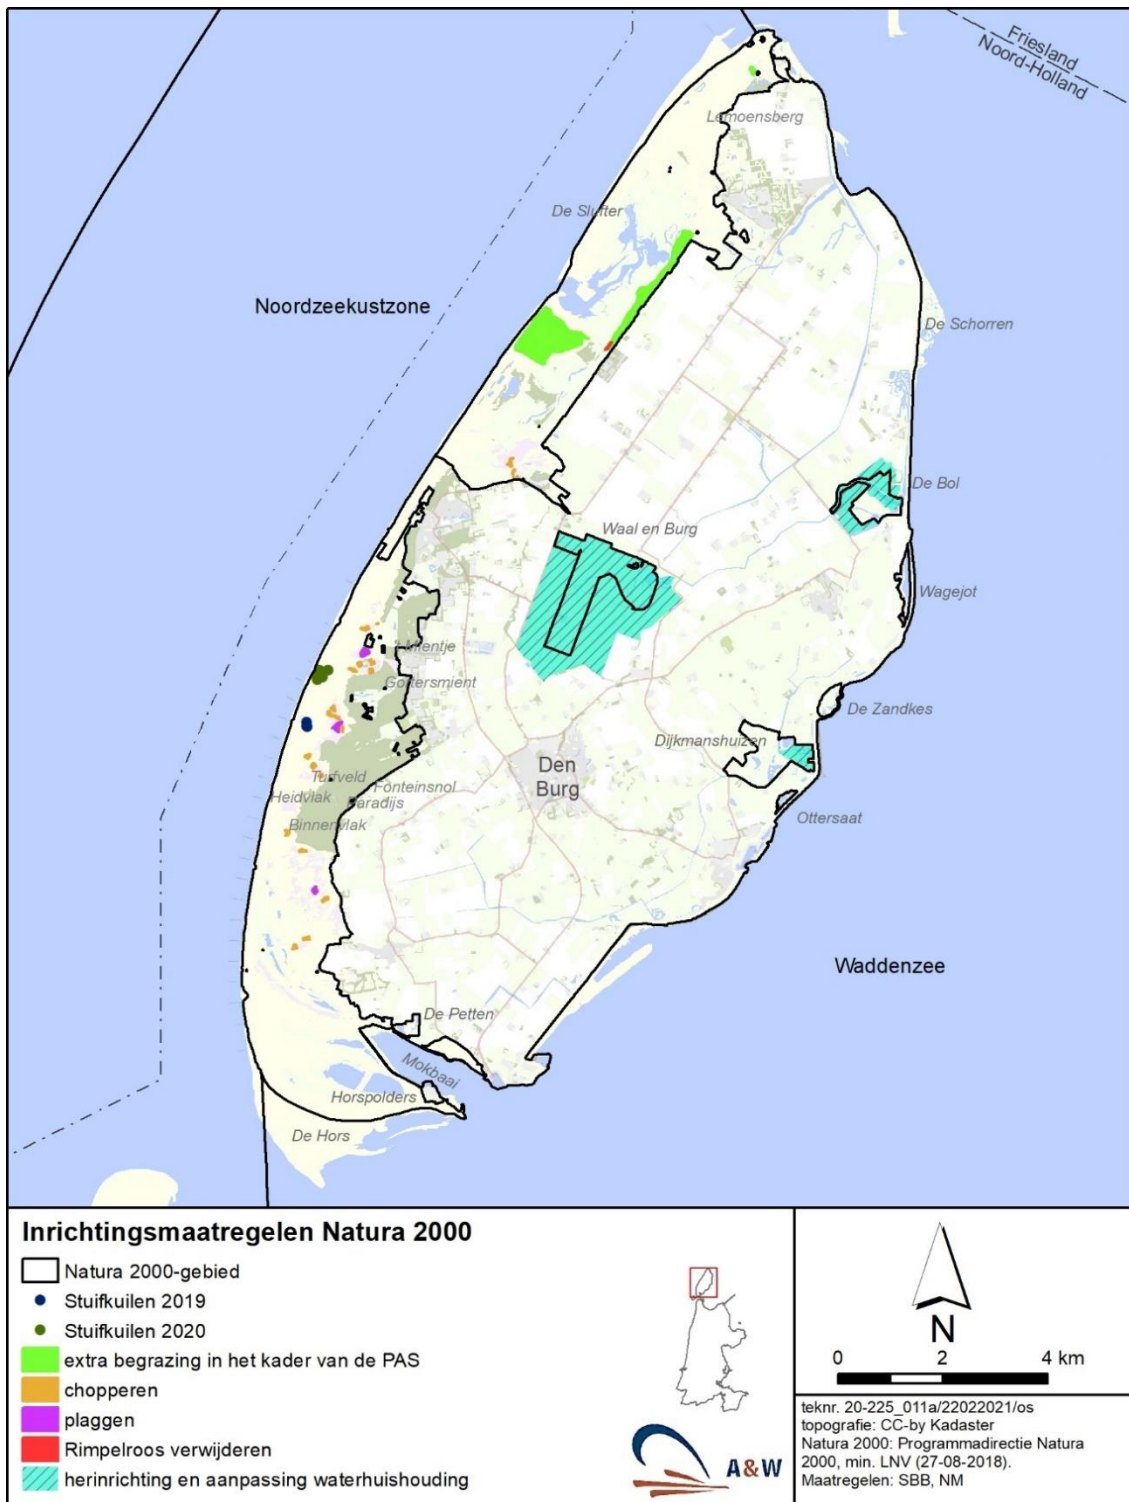 Friesland
Noord-Holland
Lemoensberg
De Slufter
Noordzeekustzone
De Schorren
De Bol
Waal en Burg
Wagejot
't Mientje
Gortersmient
De Zandkes
Dijkmanshuizen
Den
Burg
Turfveld
Fonteinsnol
Heidvlak
Paradijs
Binnenvlak
Ottersaat
Waddenzee
De Petten
Mokbaai
Horspolders
De Hors
Inrichtingsmaatregelen Natura 2000
Natura 2000-gebied
Stuifkuilen 2019
Stuifkuilen 2020
extra begrazing in het kader van de PAS
chopperen
plaggen
Rimpelroos verwijderen
herinrichting en aanpassing waterhuishouding
A&W
N
0 2 4 km
teknr. 20-225_011a/22022021/os
topografie: CC-by Kadaster
Natura 2000: Programmadirectie Natura
2000, min. LNV (27-08-2018).
Maatregelen: SBB, NM